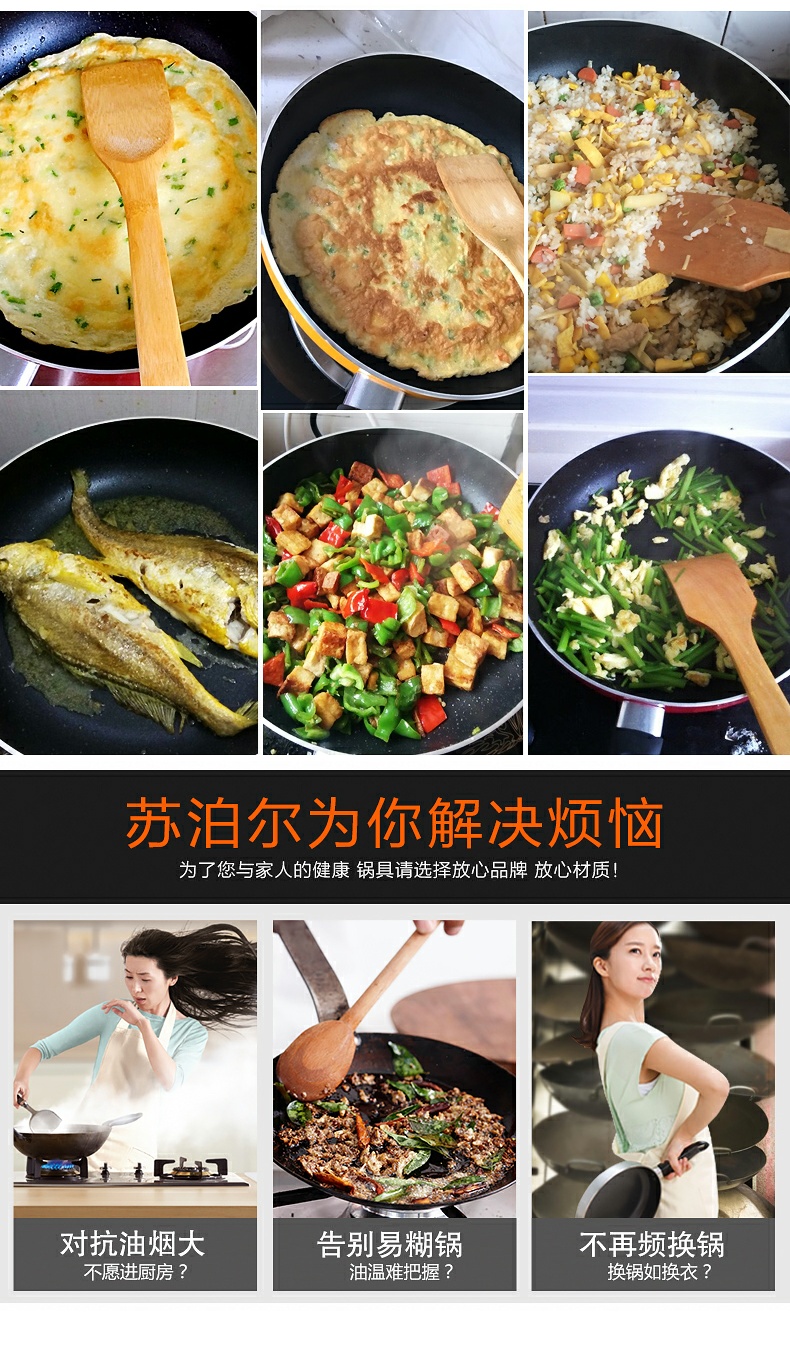 苏泊尔为你解决烦恼
为了您与家人的健康 锅具请选择放心品牌 放心材质!
对抗油烟大
不愿进厨房?
告别易糊锅
油温难把握?
不再频换锅
换锅如换衣?